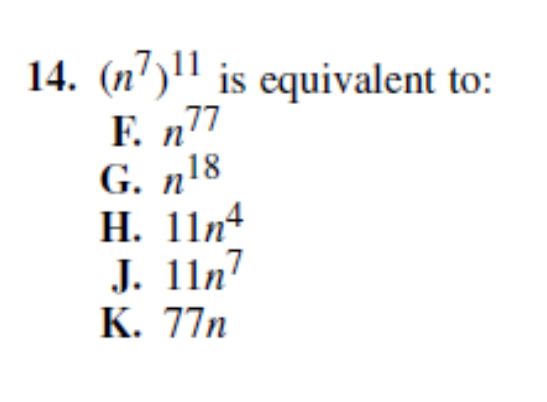 14. (n⁷)¹¹ is equivalent to:
F. n⁷⁷
G. n¹⁸
H. 11n⁴
J. 11n⁷
K. 77n